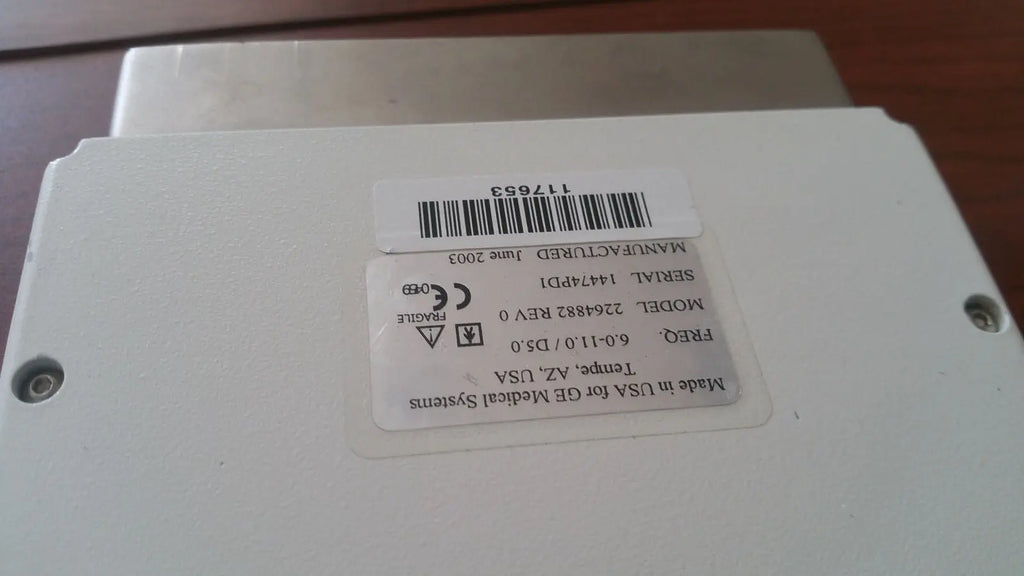 Made in USA for GE Medical Systems
Tempe, AZ, USA
FREQ. 6.0-11.0 / D5.0
MODEL 2264882 REV 0
FRAGILE
SERIAL 14474PD1
CE
MANUFACTURED June 2003
117653